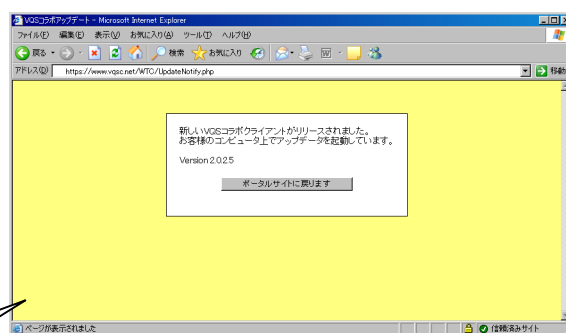 VQSコラボアップデート - Microsoft Internet Explorer
ファイル(F) 編集(E) 表示(V) お気に入り(A) ツール(T) ヘルプ(H)
戻る 検索 お気に入り
アドレス(D) https://www.vqsc.net/WTC/UpdateNotify.php 移動
新しいVQSコラボクライアントがリリースされました。
お客様のコンピュータ上でアップデータを起動しています。
Version 2.0.2.5
ポータルサイトに戻ります
ページが表示されました 信頼済みサイト